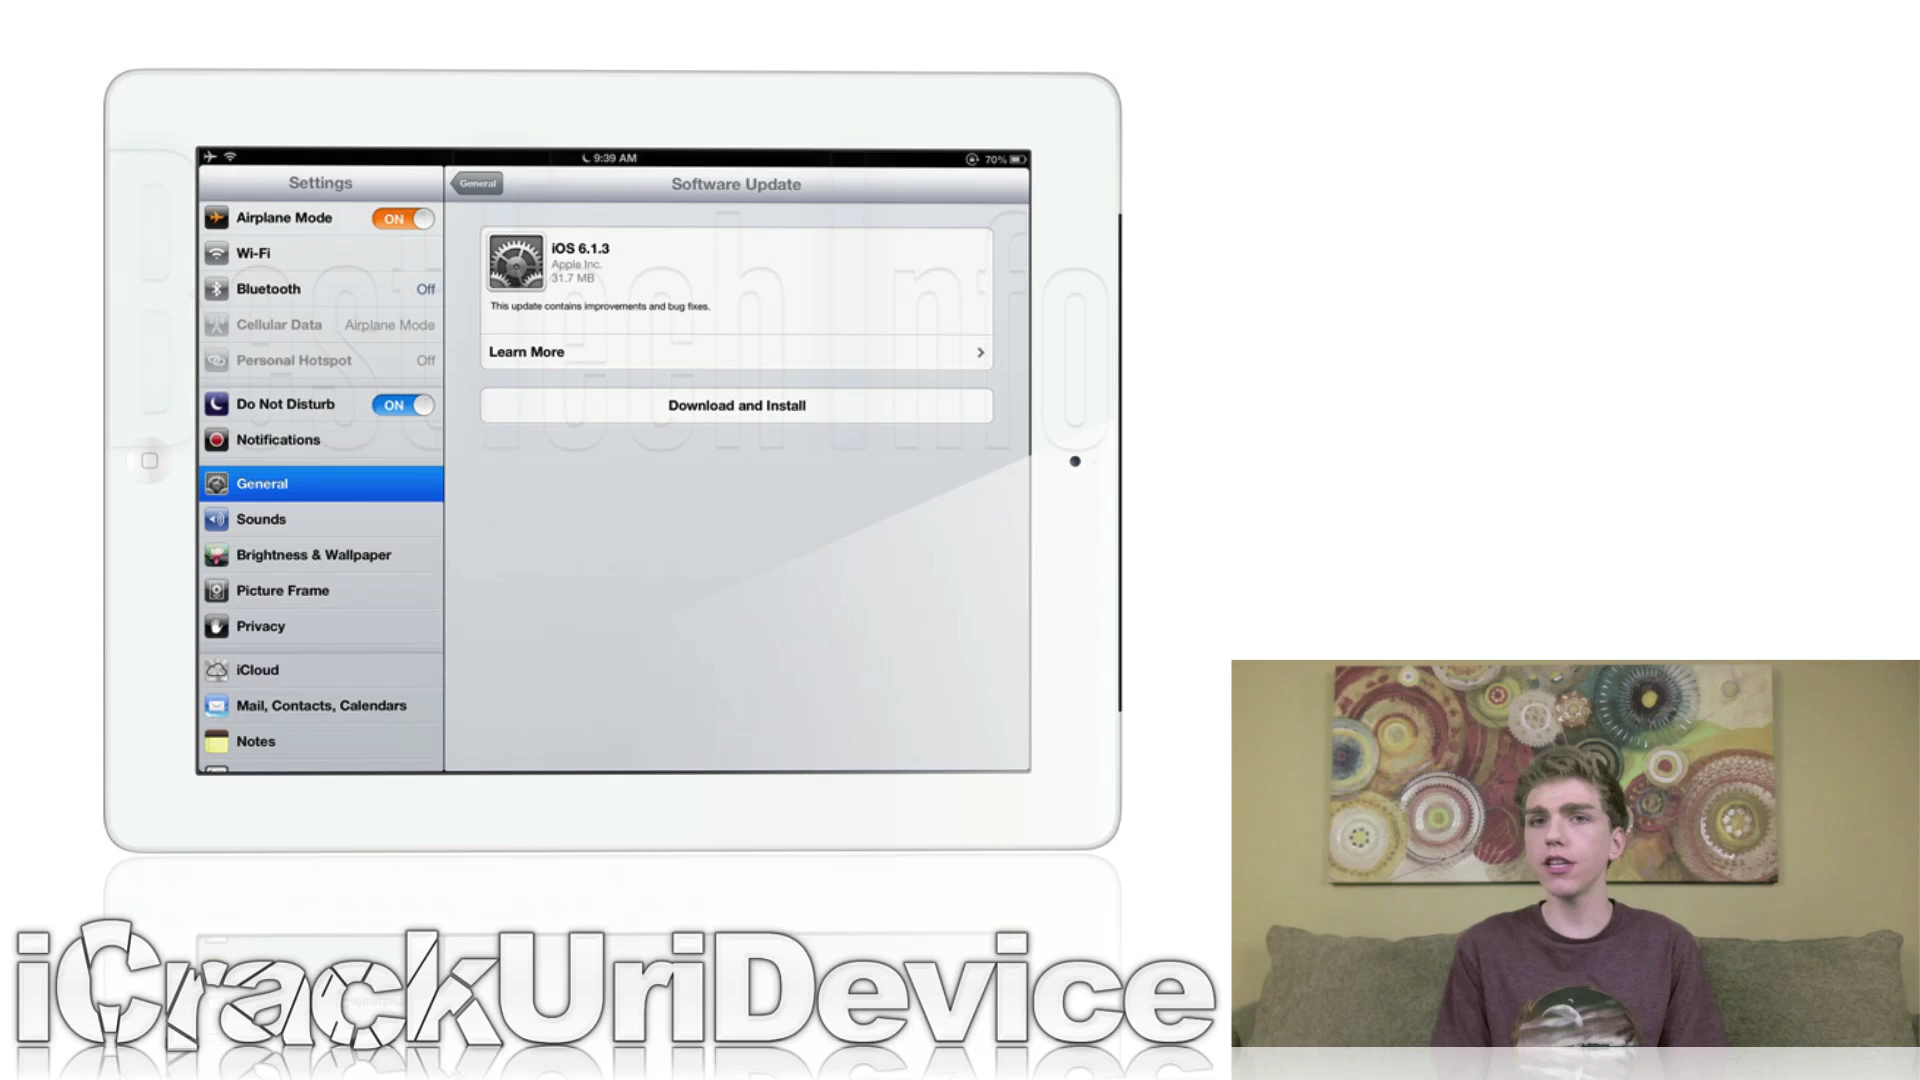 9:39 AM
70%
Settings
General
Software Update
Airplane Mode
ON
Wi-Fi
Bluetooth
Off
Cellular Data
Airplane Mode
Personal Hotspot
Off
Do Not Disturb
ON
Notifications
General
Sounds
Brightness & Wallpaper
Picture Frame
Privacy
iCloud
Mail, Contacts, Calendars
Notes
iOS 6.1.3
Apple Inc.
31.7 MB
This update contains improvements and bug fixes.
Learn More
Download and Install
Best Tech Info
iCrackUriDevice